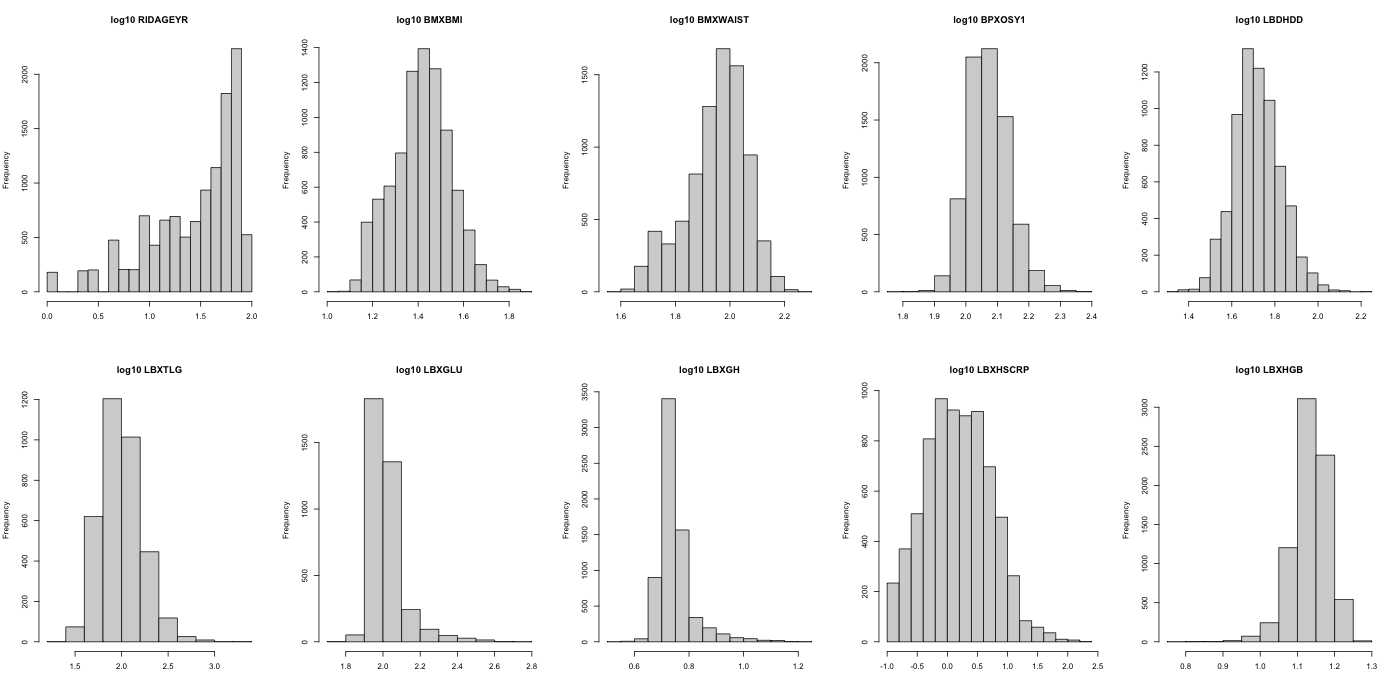 log10 RIDAGEYR
Frequency
0 500 1000 1500 2000
0.0 0.5 1.0 1.5 2.0
log10 BMXBMI
Frequency
0 200 400 600 800 1000 1200 1400
1.0 1.2 1.4 1.6 1.8
log10 BMXWAIST
Frequency
0 500 1000 1500
1.6 1.8 2.0 2.2
log10 BPXOSY1
Frequency
0 500 1000 1500 2000
1.8 1.9 2.0 2.1 2.2 2.3 2.4
log10 LBDHDD
Frequency
0 200 400 600 800 1000 1200
1.4 1.6 1.8 2.0 2.2
log10 LBXTLG
Frequency
0 200 400 600 800 1000 1200
1.5 2.0 2.5 3.0
log10 LBXGLU
Frequency
0 500 1000 1500
1.8 2.0 2.2 2.4 2.6 2.8
log10 LBXGH
Frequency
0 500 1000 1500 2000 2500 3000 3500
0.6 0.8 1.0 1.2
log10 LBXHSCRP
Frequency
0 200 400 600 800 1000
-1.0 -0.5 0.0 0.5 1.0 1.5 2.0 2.5
log10 LBXHGB
Frequency
0 500 1000 1500 2000 2500 3000
0.8 0.9 1.0 1.1 1.2 1.3